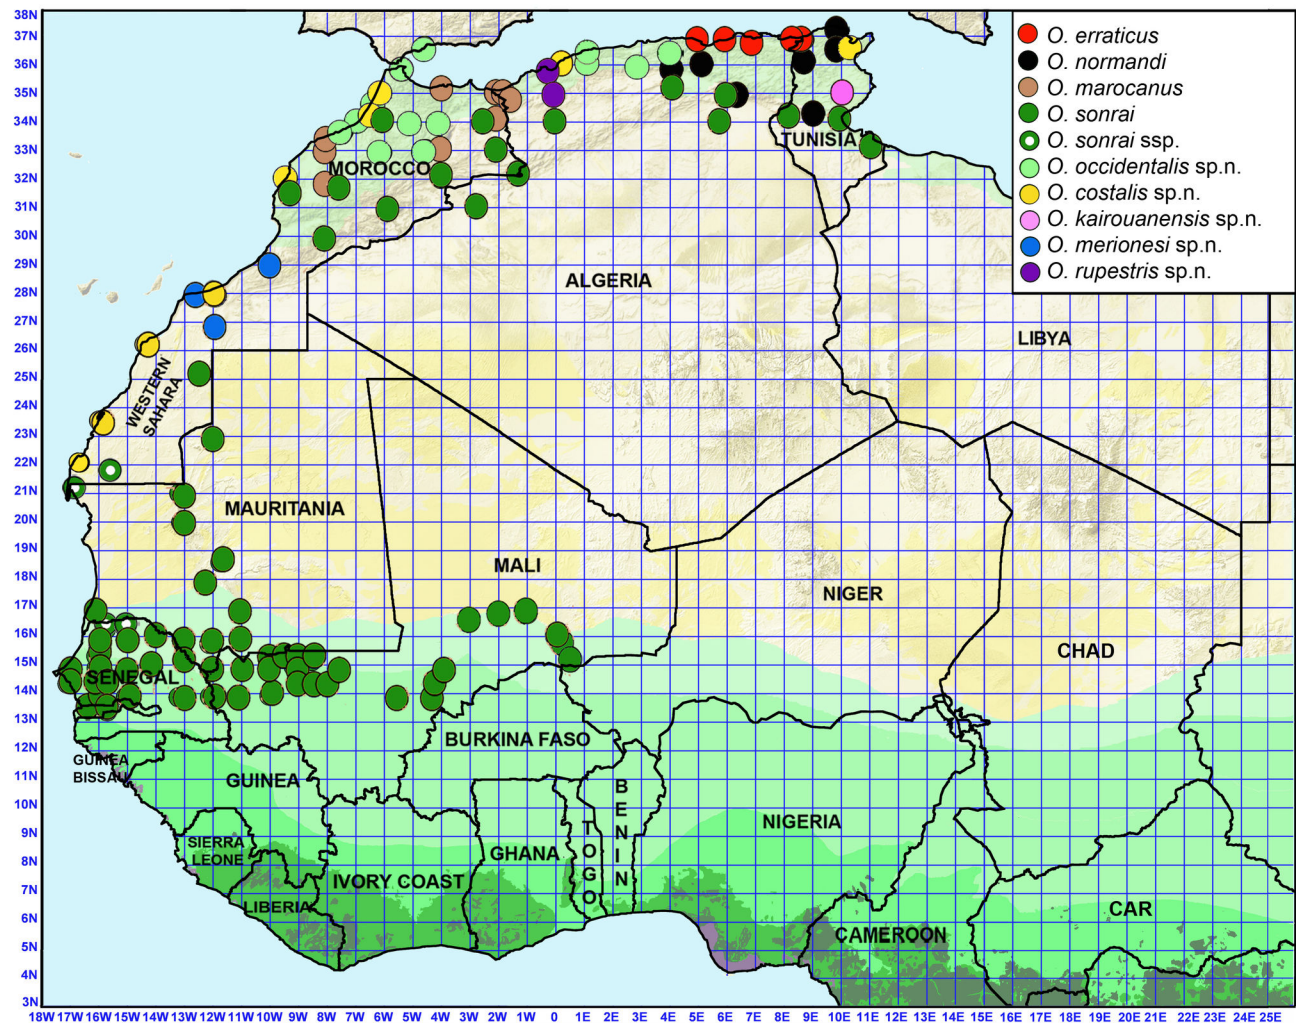 38N
37N
36N
35N
34N
33N
32N
31N
30N
29N
28N
27N
26N
25N
24N
23N
22N
21N
20N
19N
18N
17N
16N
15N
14N
13N
12N
11N
10N
9N
8N
7N
6N
5N
4N
3N
O. erraticus
O. normandi
O. marocanus
O. sonrai
O. sonrai ssp.
O. occidentalis sp.n.
O. costalis sp.n.
O. kairouanensis sp.n.
O. merionesi sp.n.
O. rupestris sp.n.
TUNISIA
MOROCCO
ALGERIA
LIBYA
WESTERN
SAHARA
MAURITANIA
MALI
NIGER
CHAD
SENEGAL
BURKINA FASO
GUINEA
BISSAU
GUINEA
BENIN
TOGO
NIGERIA
SIERRA
LEONE
GHANA
IVORY COAST
LIBERIA
CAR
CAMEROON
18W 17W 16W 15W 14W 13W 12W 11W 10W 9W 8W 7W 6W 5W 4W 3W 2W 1W 0 1E 2E 3E 4E 5E 6E 7E 8E 9E 10E 11E 12E 13E 14E 15E 16E 17E 18E 19E 20E 21E 22E 23E 24E 25E